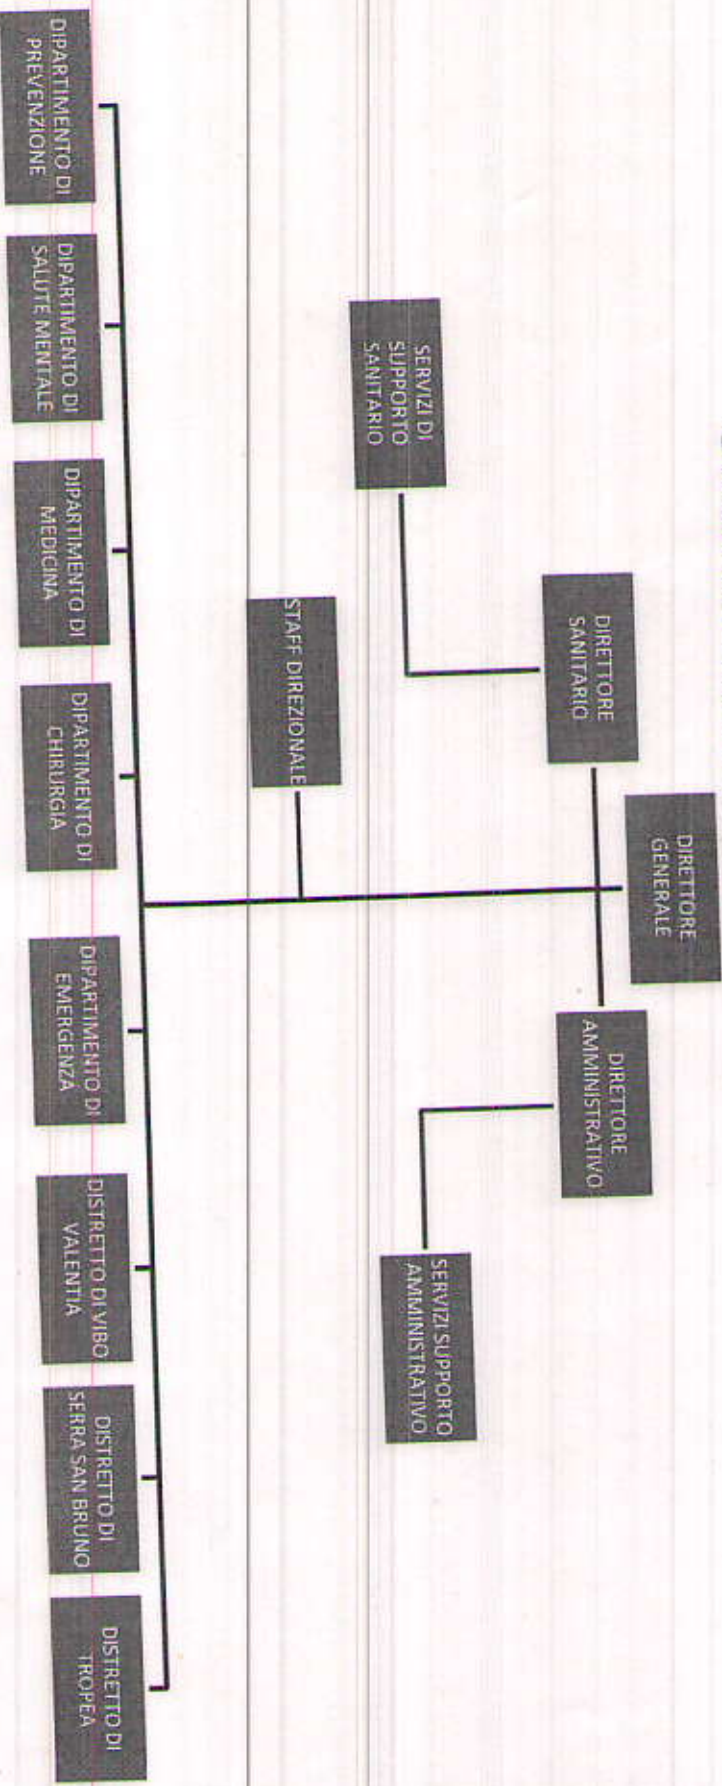 DIRETTORE
GENERALE
DIRETTORE
SANITARIO
DIRETTORE
AMMINISTRATIVO
SERVIZI DI
SUPPORTO
SANITARIO
SERVIZI SUPPORTO
AMMINISTRATIVO
STAFF DIREZIONALE
DIPARTIMENTO DI
PREVENZIONE
DIPARTIMENTO DI
SALUTE MENTALE
DIPARTIMENTO DI
MEDICINA
DIPARTIMENTO DI
CHIRURGIA
DIPARTIMENTO DI
EMERGENZA
DISTRETTO DI VIBO
VALENTIA
DISTRETTO DI
SERRA SAN BRUNO
DISTRETTO DI
TROPEA